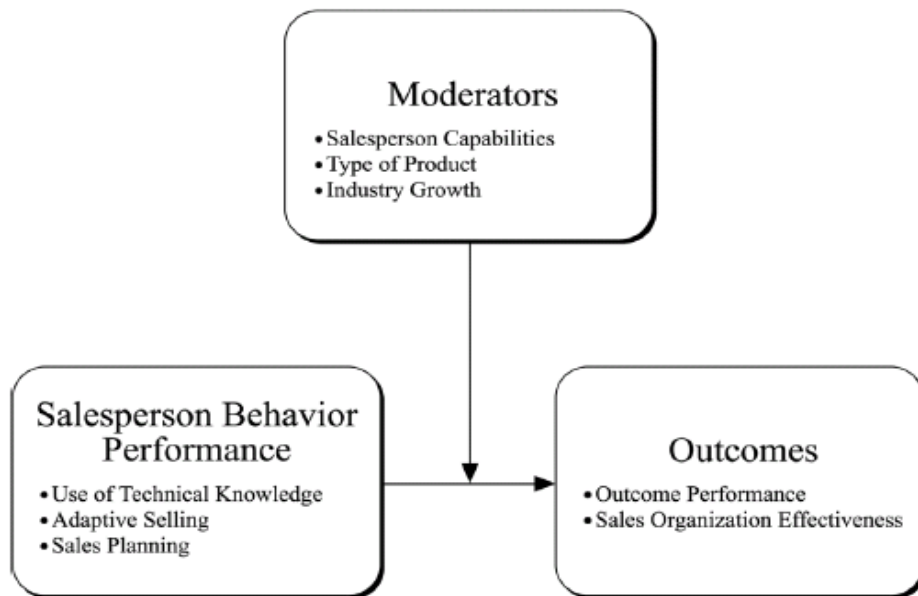 Moderators
• Salesperson Capabilities
• Type of Product
• Industry Growth
Salesperson Behavior
Performance
• Use of Technical Knowledge
• Adaptive Selling
• Sales Planning
Outcomes
• Outcome Performance
• Sales Organization Effectiveness